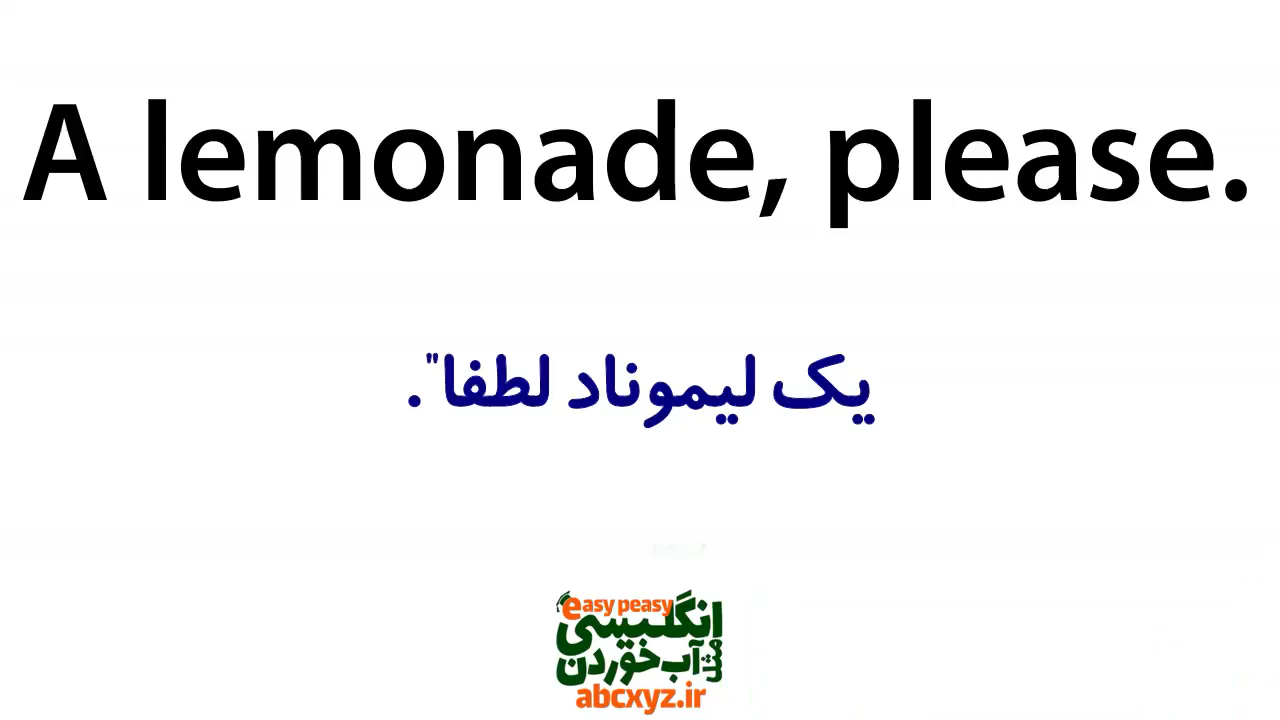 A lemonade, please.
یک لیموناد لطفا".
easy peasy
انگلیسی
مثل آب خوردن
abcxyz.ir